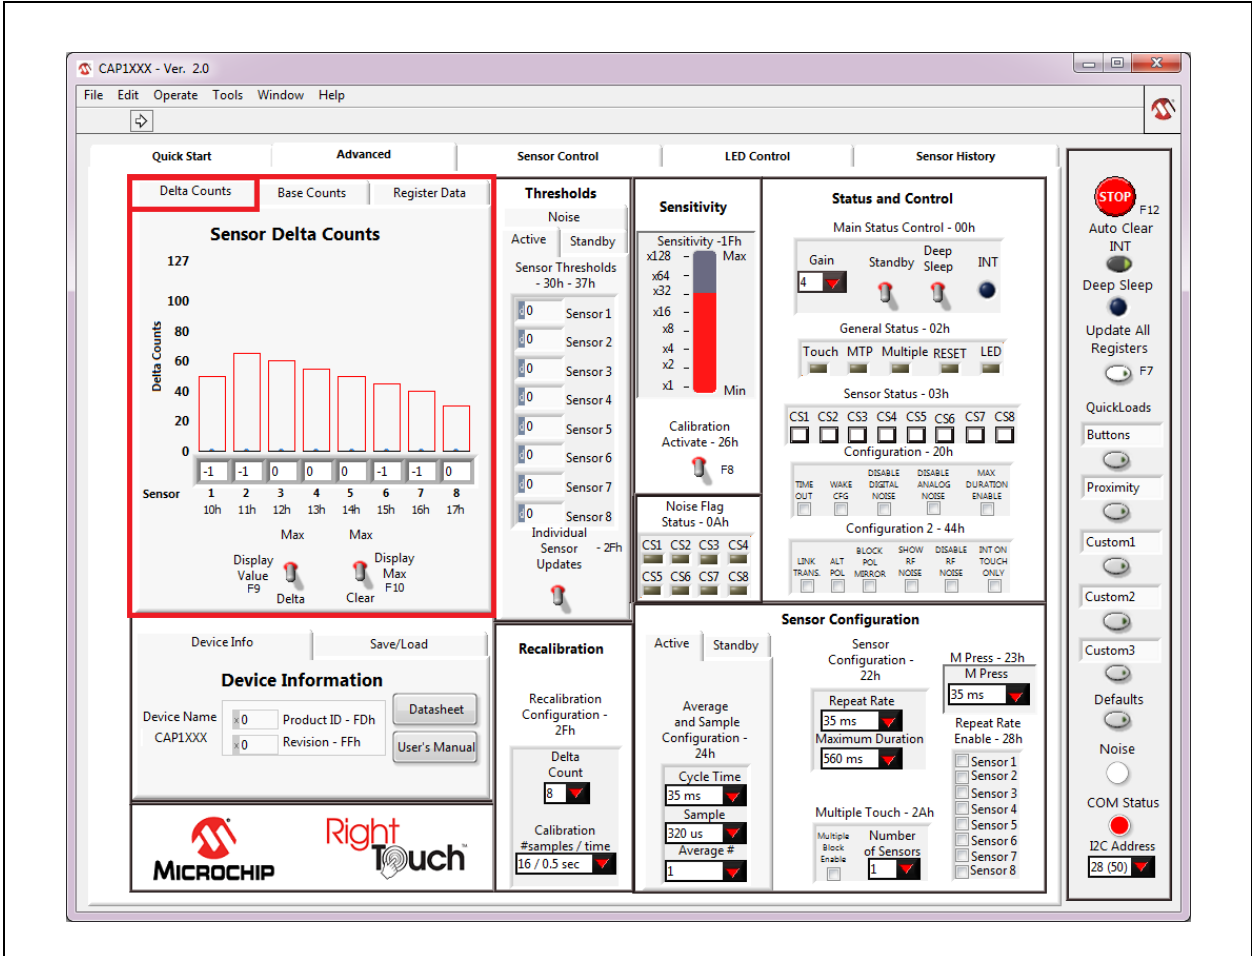 CAP1XXX - Ver. 2.0
File Edit Operate Tools Window Help
Quick Start Advanced Sensor Control LED Control Sensor History
Delta Counts Base Counts Register Data
Sensor Delta Counts
127
100
80
60
40
20
0
Delta Counts
-1 -1 0 0 0 -1 -1 0
Sensor 1 2 3 4 5 6 7 8
10h 11h 12h 13h 14h 15h 16h 17h
Max Max
Display
Value
F9
Delta
Display
Max
F10
Clear
Device Info Save/Load
Device Information
Device Name
CAP1XXX
x 0 Product ID - FDh
x 0 Revision - FFh
Datasheet
User's Manual
MICROCHIP
Right
Touch
Thresholds
Noise
Active Standby
Sensor Thresholds
- 30h - 37h
d 0 Sensor 1
d 0 Sensor 2
d 0 Sensor 3
d 0 Sensor 4
d 0 Sensor 5
d 0 Sensor 6
d 0 Sensor 7
d 0 Sensor 8
Individual
Sensor - 2Fh
Updates
Recalibration
Recalibration
Configuration -
2Fh
Delta
Count
8
Calibration
#samples / time
16 / 0.5 sec
Sensitivity
Sensitivity -1Fh
x128 Max
x64
x32
x16
x8
x4
x2
x1 Min
Calibration
Activate - 26h
F8
Noise Flag
Status - 0Ah
CS1 CS2 CS3 CS4
CS5 CS6 CS7 CS8
Status and Control
Main Status Control - 00h
Gain
4
Standby
Deep
Sleep
INT
General Status - 02h
Touch MTP Multiple RESET LED
Sensor Status - 03h
CS1 CS2 CS3 CS4 CS5 CS6 CS7 CS8
Configuration - 20h
TIME
OUT
WAKE
CFG
DISABLE
DIGITAL
NOISE
DISABLE
ANALOG
NOISE
MAX
DURATION
ENABLE
Configuration 2 - 44h
LINK
TRANS.
ALT
POL
BLOCK
POL
MIRROR
SHOW
RF
NOISE
DISABLE
RF
NOISE
INT ON
TOUCH
ONLY
Sensor Configuration
Active Standby
Average
and Sample
Configuration -
24h
Cycle Time
35 ms
Sample
320 us
Average #
1
Sensor
Configuration -
22h
Repeat Rate
35 ms
Maximum Duration
560 ms
Multiple Touch - 2Ah
Multiple
Block
Enable
Number
of Sensors
1
M Press - 23h
M Press
35 ms
Repeat Rate
Enable - 28h
Sensor 1
Sensor 2
Sensor 3
Sensor 4
Sensor 5
Sensor 6
Sensor 7
Sensor 8
STOP
F12
Auto Clear
INT
Deep Sleep
Update All
Registers
F7
QuickLoads
Buttons
Proximity
Custom1
Custom2
Custom3
Defaults
Noise
COM Status
I2C Address
28 (50)